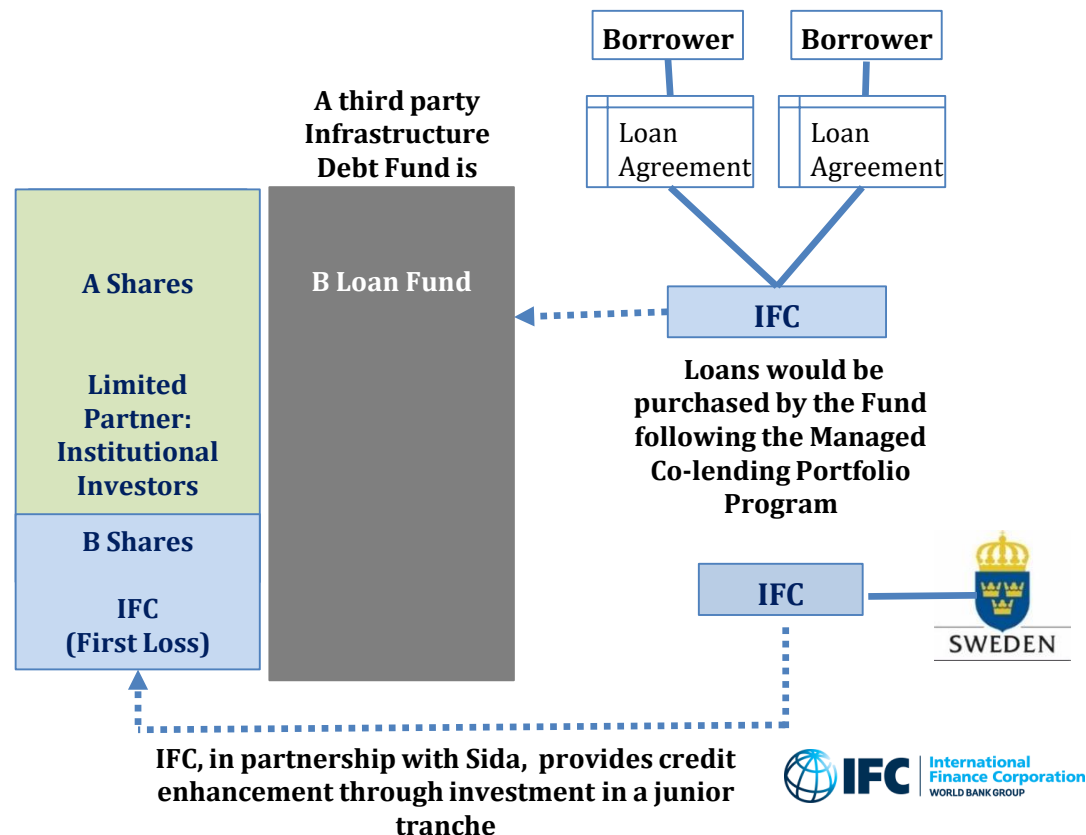 Borrower
Borrower
A third party
Infrastructure
Debt Fund is
Loan
Agreement
Loan
Agreement
A Shares
Limited
Partner:
Institutional
Investors
B Shares
IFC
(First Loss)
B Loan Fund
IFC
Loans would be
purchased by the Fund
following the Managed
Co-lending Portfolio
Program
IFC
SWEDEN
IFC, in partnership with Sida, provides credit
enhancement through investment in a junior
tranche
IFC
International
Finance Corporation
WORLD BANK GROUP